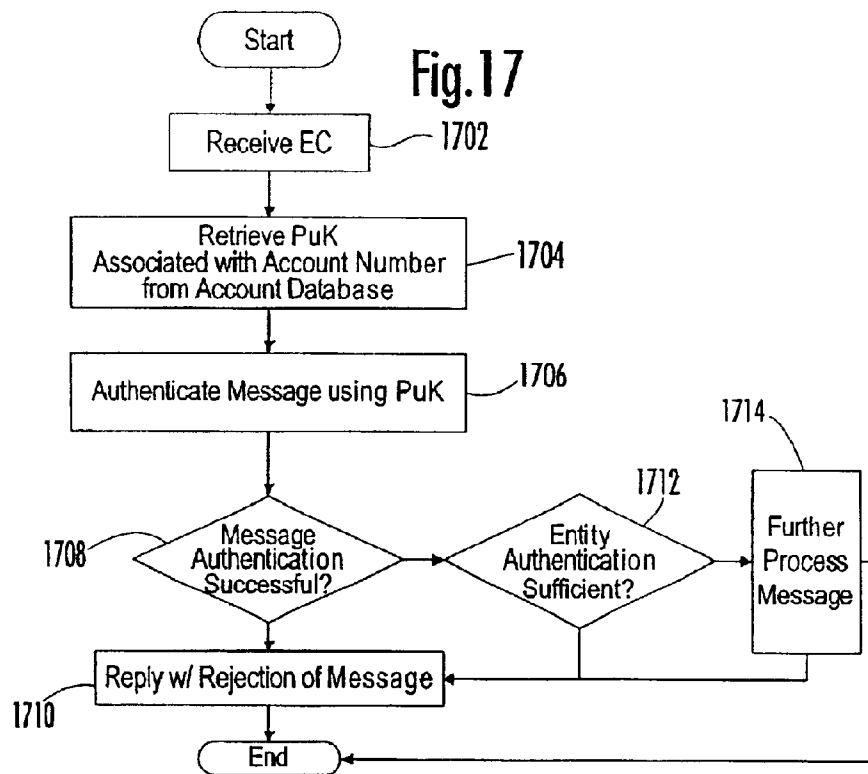 Start
Fig.17
Receive EC
1702
Retrieve PuK
Associated with Account Number
from Account Database
1704
Authenticate Message using PuK
1706
1714
1712
1708
Message
Authentication
Successful?
Entity
Authentication
Sufficient?
Further
Process
Message
Reply w/ Rejection of Message
1710
End